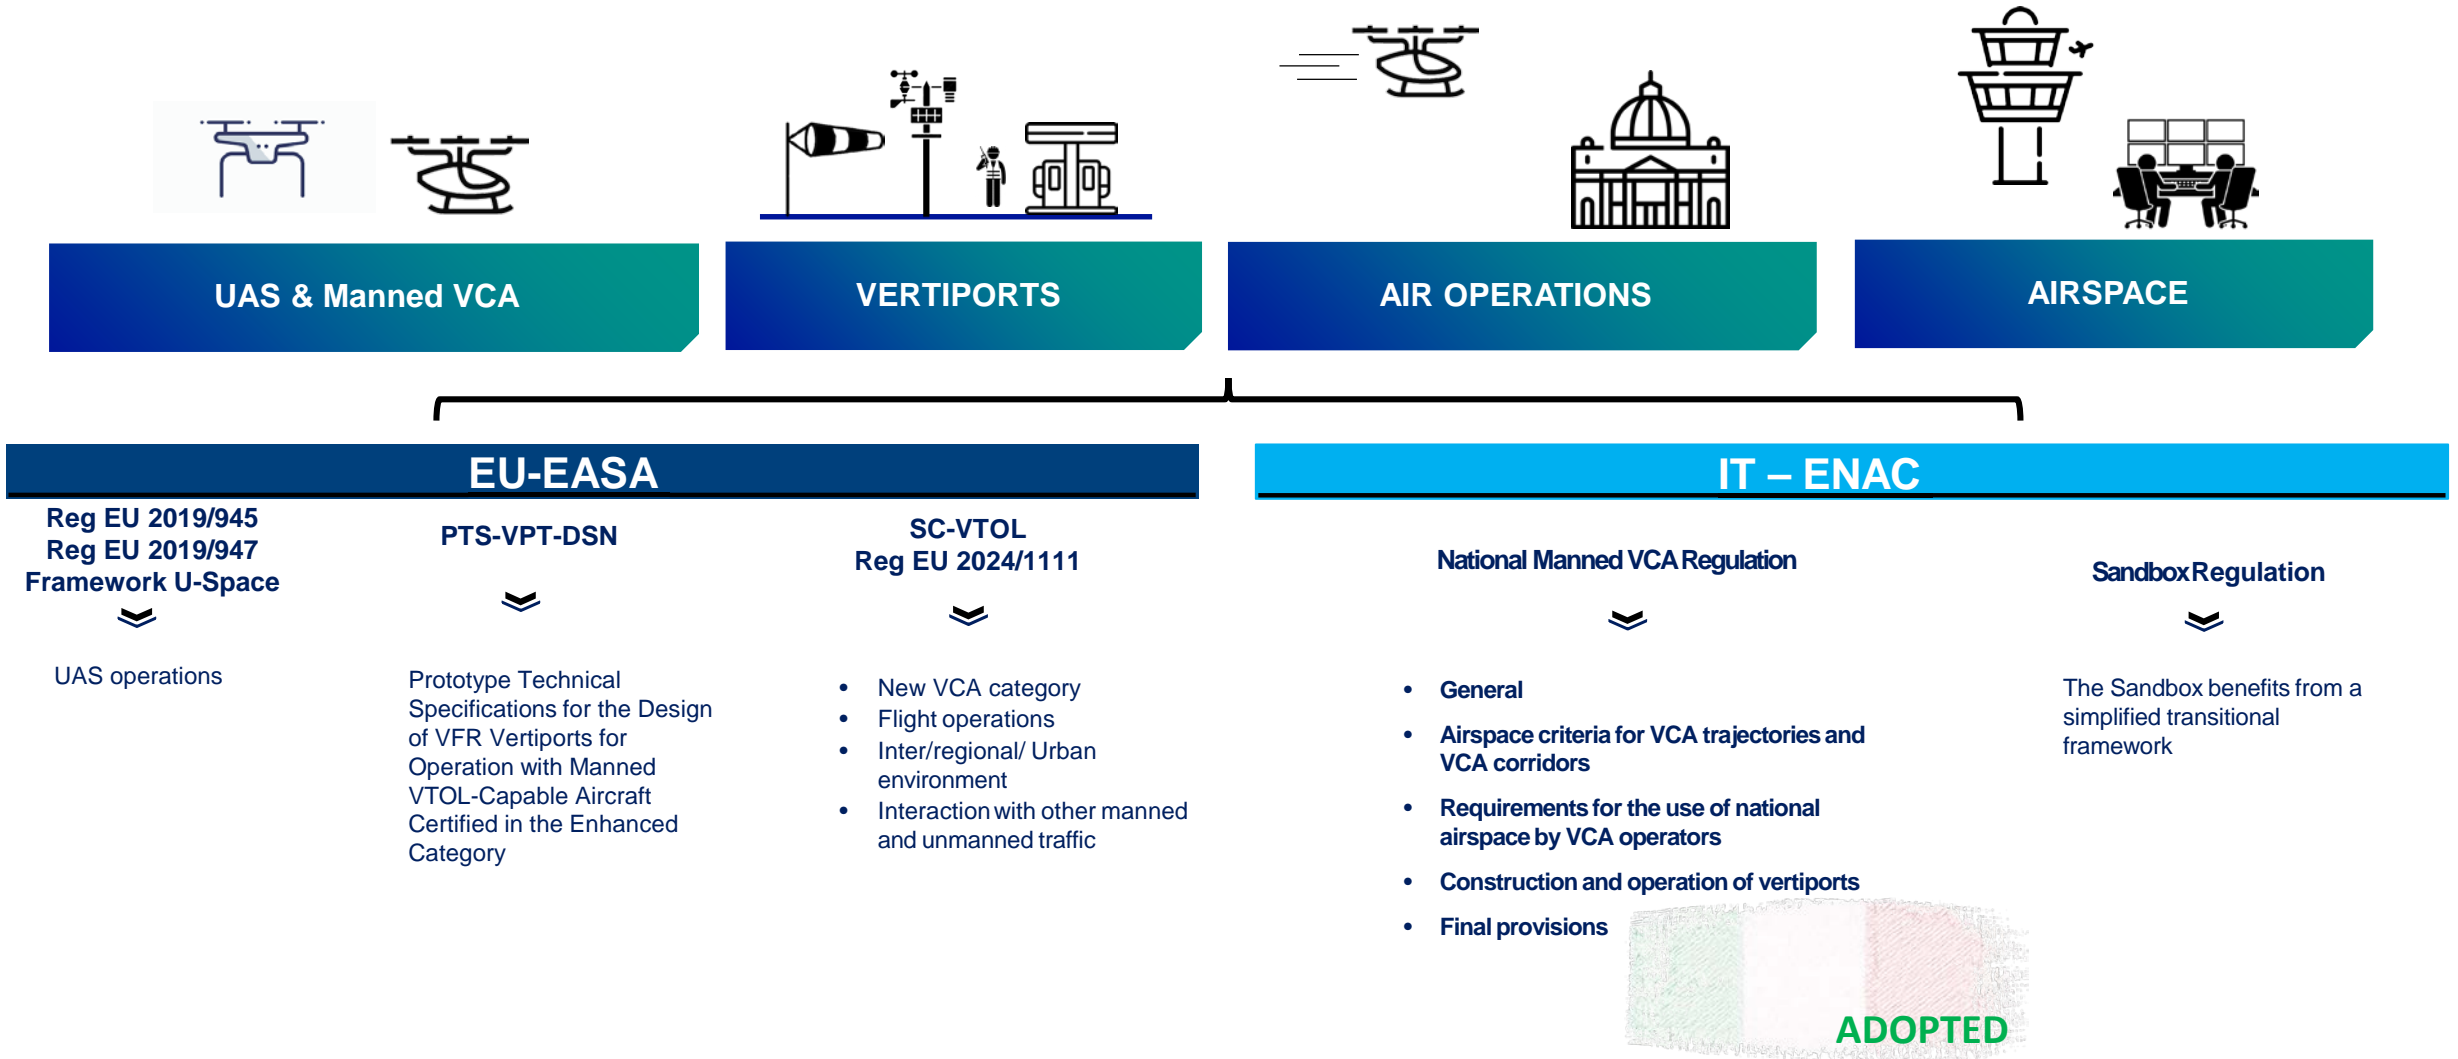 UAS & Manned VCA
VERTIPORTS
AIR OPERATIONS
AIRSPACE
EU-EASA
IT – ENAC
Reg EU 2019/945
Reg EU 2019/947
Framework U-Space
UAS operations
PTS-VPT-DSN
Prototype Technical
Specifications for the Design
of VFR Vertiports for
Operation with Manned
VTOL-Capable Aircraft
Certified in the Enhanced
Category
SC-VTOL
Reg EU 2024/1111
• New VCA category
• Flight operations
• Inter/regional/ Urban
environment
• Interaction with other manned
and unmanned traffic
National Manned VCA Regulation
• General
• Airspace criteria for VCA trajectories and
VCA corridors
• Requirements for the use of national
airspace by VCA operators
• Construction and operation of vertiports
• Final provisions
Sandbox Regulation
The Sandbox benefits from a
simplified transitional
framework
ADOPTED